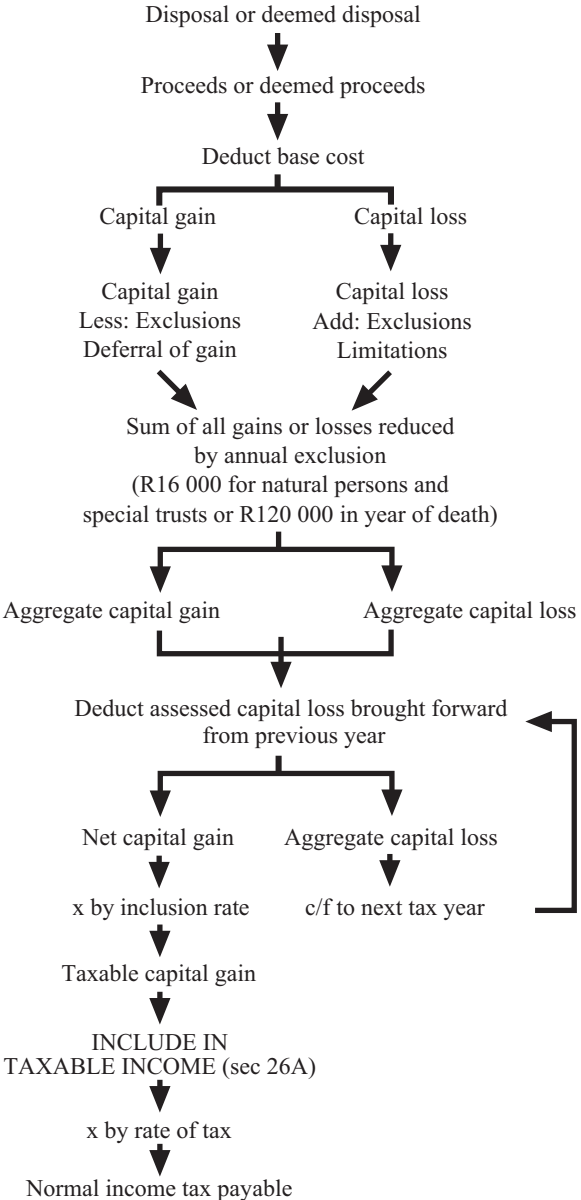 Disposal or deemed disposal
Proceeds or deemed proceeds
Deduct base cost
Capital gain
Capital loss
Capital gain
Less: Exclusions
Deferral of gain
Capital loss
Add: Exclusions
Limitations
Sum of all gains or losses reduced
by annual exclusion
(R16 000 for natural persons and
special trusts or R120 000 in year of death)
Aggregate capital gain
Aggregate capital loss
Deduct assessed capital loss brought forward
from previous year
Net capital gain
Aggregate capital loss
x by inclusion rate
c/f to next tax year
Taxable capital gain
INCLUDE IN
TAXABLE INCOME (sec 26A)
x by rate of tax
Normal income tax payable